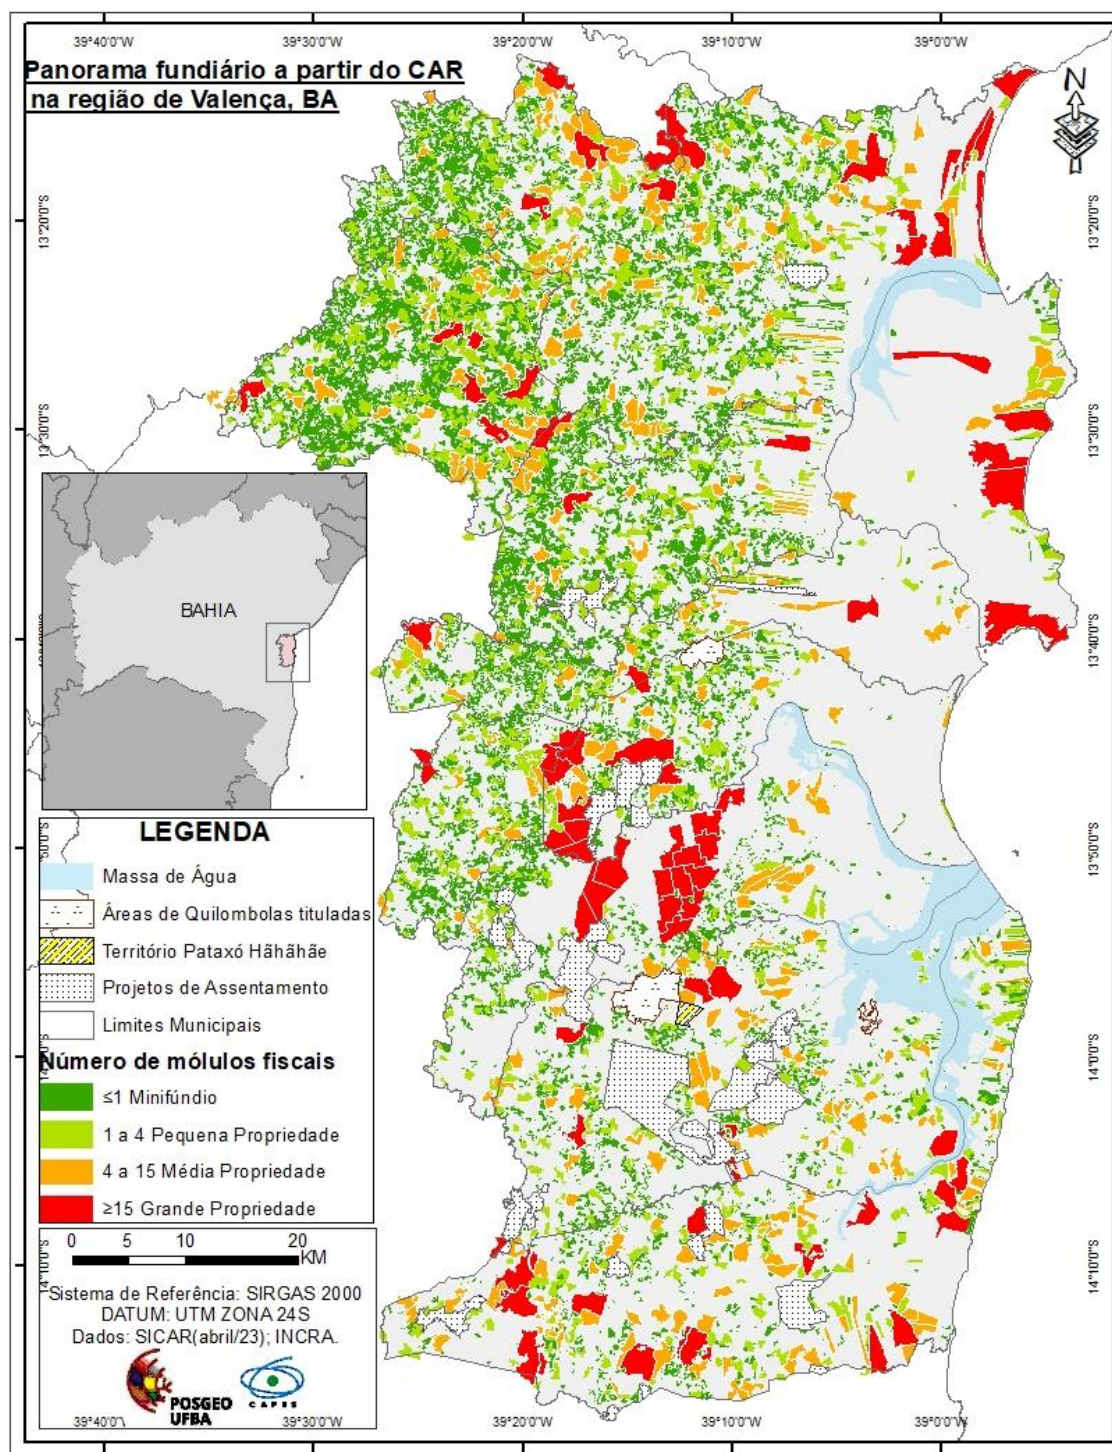 39°40'0"W 39°30'0"W 39°20'0"W 39°10'0"W 39°0'0"W
Panorama fundiário a partir do CAR
na região de Valença, BA
N
13°20'0"S 13°20'0"S
13°30'0"S 13°30'0"S
BAHIA
13°40'0"S
LEGENDA
50'0"S 13°50'0"S
Massa de Água
Áreas de Quilombolas tituladas
Território Pataxó Hãhãhãe
Projetos de Assentamento
Limites Municipais
14°0'0"S
Número de mólulos fiscais
≤1 Minifúndio
1 a 4 Pequena Propriedade
4 a 15 Média Propriedade
≥15 Grande Propriedade
0 5 10 20
KM
14°10'0"S 14°10'0"S
Sistema de Referência: SIRGAS 2000
DATUM: UTM ZONA 24S
Dados: SICAR(abril/23); INCRA.
POSGEO
UFBA
CAPES
39°40'0"W 39°30'0"W 39°20'0"W 39°10'0"W 39°0'0"W